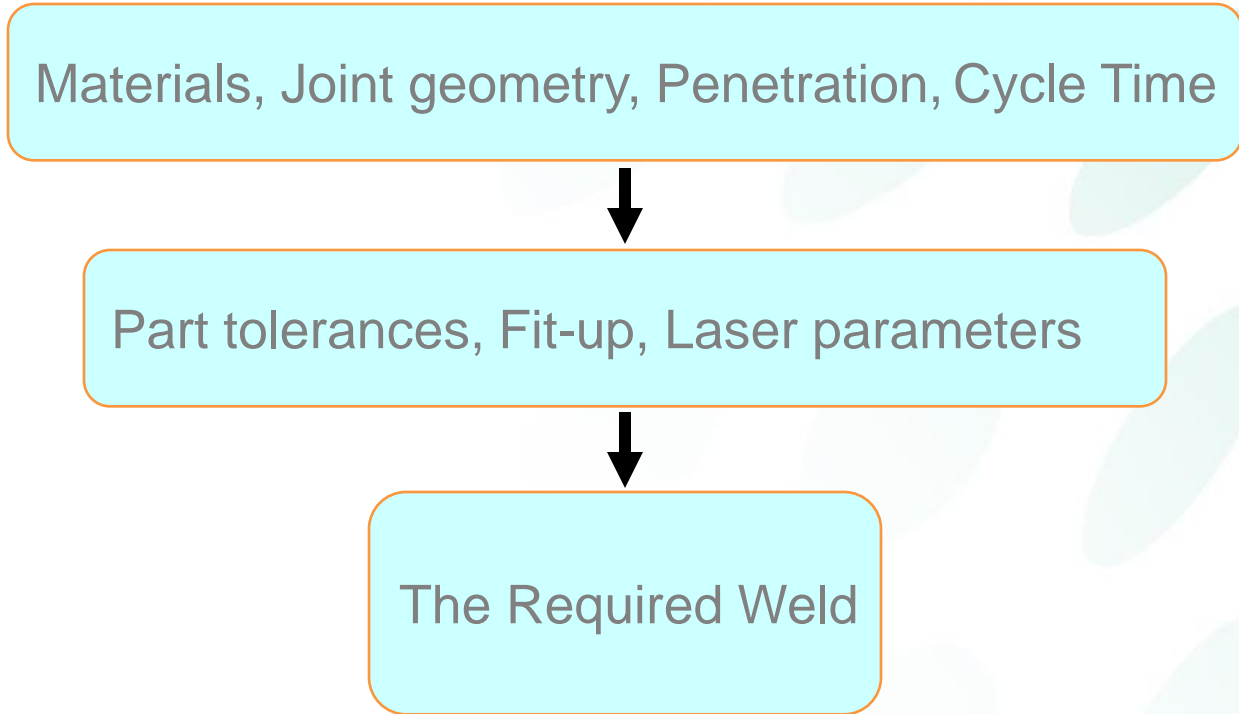 Materials, Joint geometry, Penetration, Cycle Time
Part tolerances, Fit-up, Laser parameters
The Required Weld